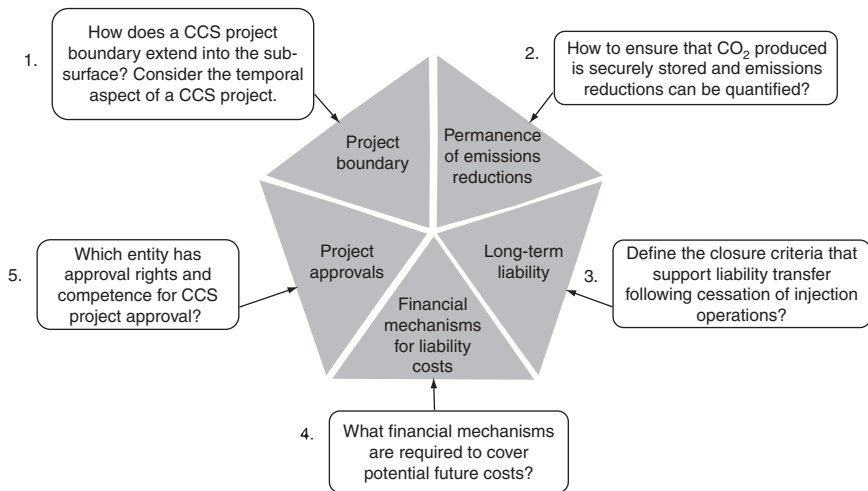 1.
How does a CCS project
boundary extend into the sub-
surface? Consider the temporal
aspect of a CCS project.
2.
How to ensure that CO₂ produced
is securely stored and emissions
reductions can be quantified?
Project
boundary
Permanence
of emissions
reductions
Project
approvals
Long-term
liability
Financial
mechanisms
for liability
costs
5.
Which entity has
approval rights and
competence for CCS
project approval?
3.
Define the closure criteria that
support liability transfer
following cessation of injection
operations?
4.
What financial mechanisms
are required to cover
potential future costs?